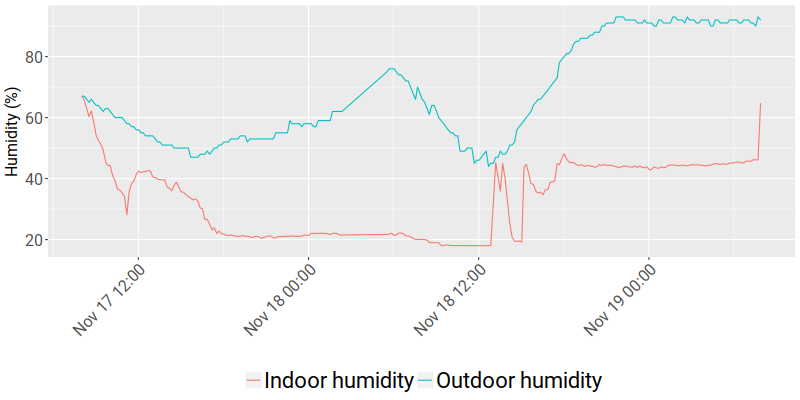 Humidity (%)
80
60
40
20
Nov 17 12:00
Nov 18 00:00
Nov 18 12:00
Nov 19 00:00
Indoor humidity
Outdoor humidity